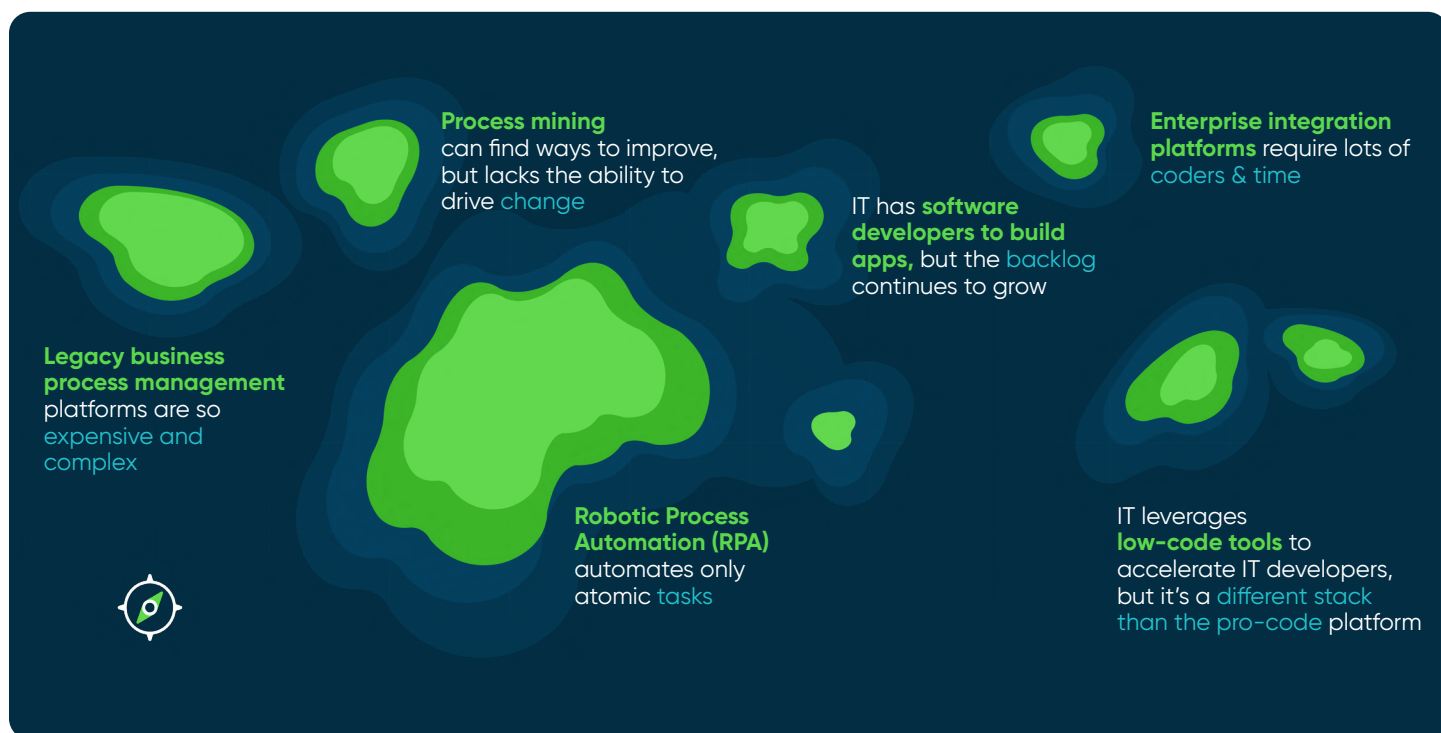 Process mining
can find ways to improve,
but lacks the ability to
drive change
Enterprise integration
platforms require lots of
coders & time
IT has software
developers to build
apps, but the backlog
continues to grow
Legacy business
process management
platforms are so
expensive and
complex
Robotic Process
Automation (RPA)
automates only
atomic tasks
IT leverages
low-code tools to
accelerate IT developers,
but it’s a different stack
than the pro-code platform